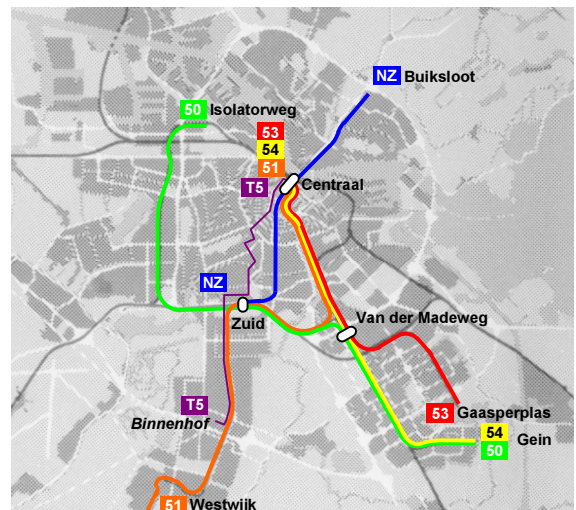 NZ Buiksloot
50 Isolatorweg
53
54
51
T5 Centraal
NZ
Zuid
Van der Madeweg
T5
Binnenhof
53 Gaasperplas
54
Gein
50
51 Westwijk